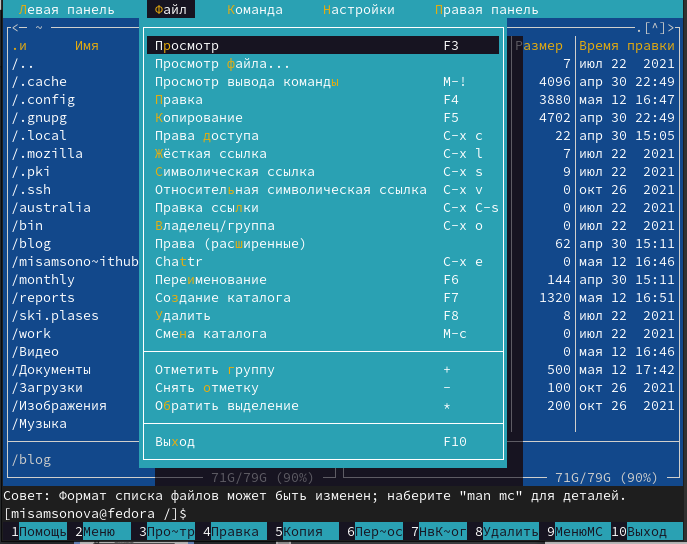 Левая панель Файл Команда Настройки Правая панель
<— ~ .[^]>
.и Имя Размер Время правки
/.. 7 июл 22 2021
/.cache 4096 апр 30 22:49
/.config 3880 мая 12 16:47
/.gnupg 4702 апр 30 22:49
/.local 22 апр 30 15:05
/.mozilla 7 июл 22 2021
/.pki 9 июл 22 2021
/.ssh 0 окт 26 2021
/australia 0 июл 22 2021
/bin 0 июл 22 2021
/blog 62 апр 30 15:11
/misamsono~ithub 0 мая 12 16:46
/monthly 144 апр 30 15:11
/reports 1320 мая 12 16:51
/ski.plases 8 июл 22 2021
/work 0 июл 22 2021
/Видео 0 мая 12 16:46
/Документы 500 мая 12 17:42
/Загрузки 100 окт 26 2021
/Изображения 200 окт 26 2021
/Музыка
/blog
Просмотр F3
Просмотр файла...
Просмотр вывода команды M-!
Правка F4
Копирование F5
Права доступа C-x c
Жёсткая ссылка C-x l
Символическая ссылка C-x s
Относительная символическая ссылка C-x v
Правка ссылки C-x C-s
Владелец/группа C-x o
Права (расширенные)
Chattr C-x e
Переименование F6
Создание каталога F7
Удалить F8
Смена каталога M-c
Отметить группу +
Снять отметку -
Обратить выделение *
Выход F10
71G/79G (90%) 71G/79G (90%)
Совет: Формат списка файлов может быть изменен; наберите "man mc" для деталей.
[misamsonova@fedora /]$
1Помощь 2Меню 3Про~тр 4Правка 5Копия 6Пер~ос 7НвК~ог 8Удалить 9МенюMC 10Выход